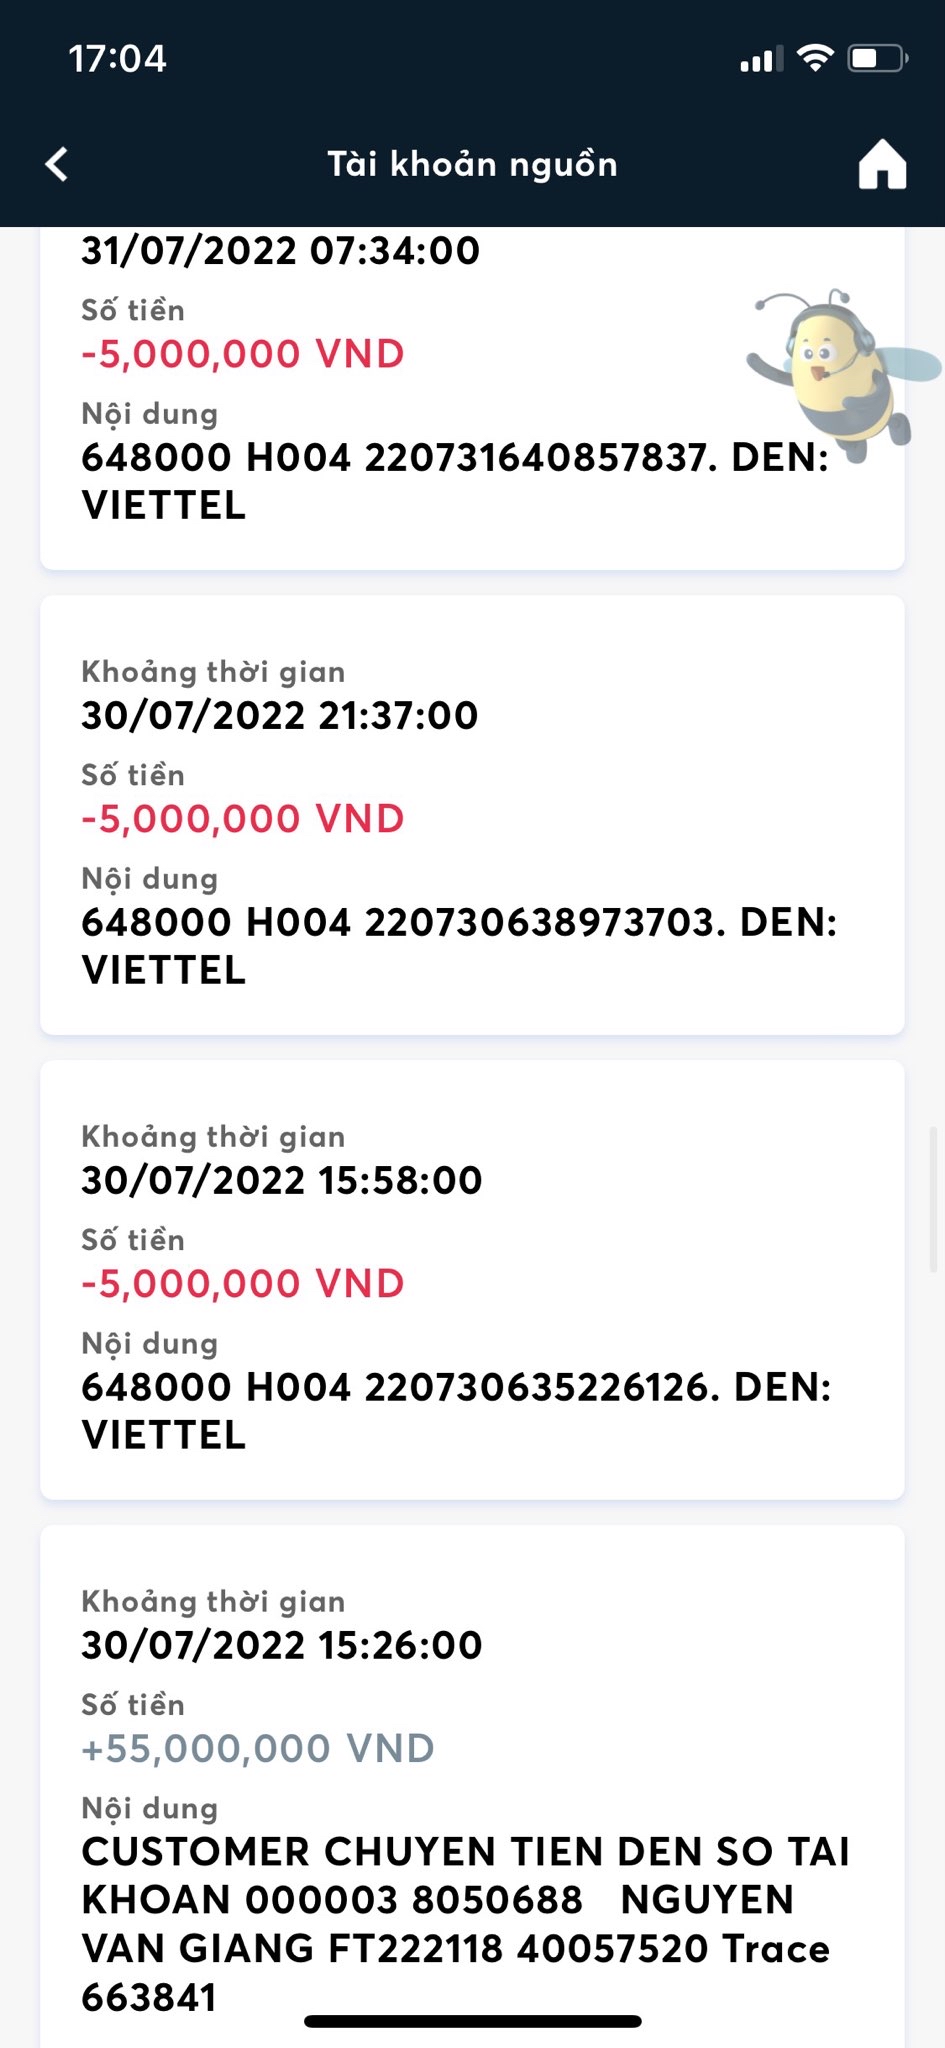 17:04
Tài khoản nguồn
31/07/2022 07:34:00
Số tiền
-5,000,000 VND
Nội dung
648000 H004 220731640857837. DEN:
VIETTEL
Khoảng thời gian
30/07/2022 21:37:00
Số tiền
-5,000,000 VND
Nội dung
648000 H004 220730638973703. DEN:
VIETTEL
Khoảng thời gian
30/07/2022 15:58:00
Số tiền
-5,000,000 VND
Nội dung
648000 H004 220730635226126. DEN:
VIETTEL
Khoảng thời gian
30/07/2022 15:26:00
Số tiền
+55,000,000 VND
Nội dung
CUSTOMER CHUYEN TIEN DEN SO TAI
KHOAN 000003 8050688 NGUYEN
VAN GIANG FT222118 40057520 Trace
663841